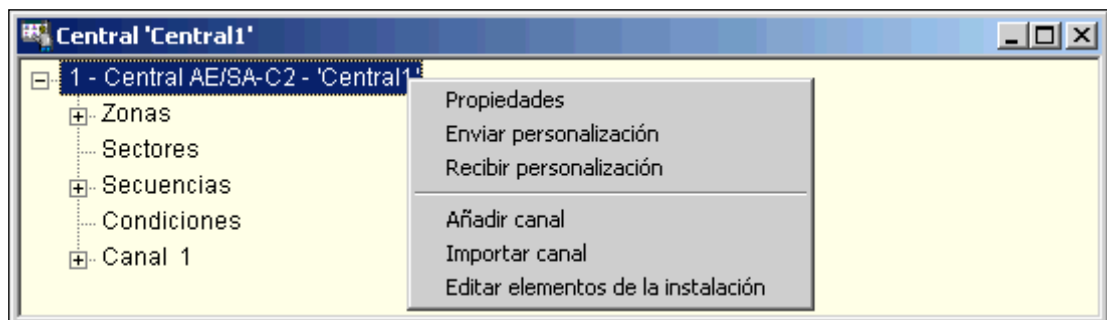 Central 'Central1'
1 - Central AE/SA-C2 - 'Central1'
Zonas
Sectores
Secuencias
Condiciones
Canal 1
Propiedades
Enviar personalización
Recibir personalización
Añadir canal
Importar canal
Editar elementos de la instalación